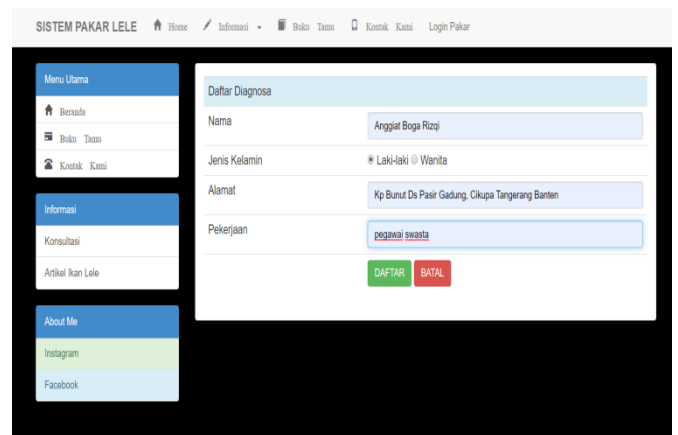 SISTEM PAKAR LELE Home Informasi Buku Tamu Kontak Kami Login Pakar
Menu Utama
Beranda
Buku Tamu
Kontak Kami
Informasi
Konsultasi
Artikel Ikan Lele
About Me
Instagram
Facebook
Daftar Diagnosa
Nama Anggiat Boga Rizqi
Jenis Kelamin Laki-laki Wanita
Alamat Kp Bunut Ds Pasir Gadung, Cikupa Tangerang Banten
Pekerjaan pegawai swasta
DAFTAR BATAL